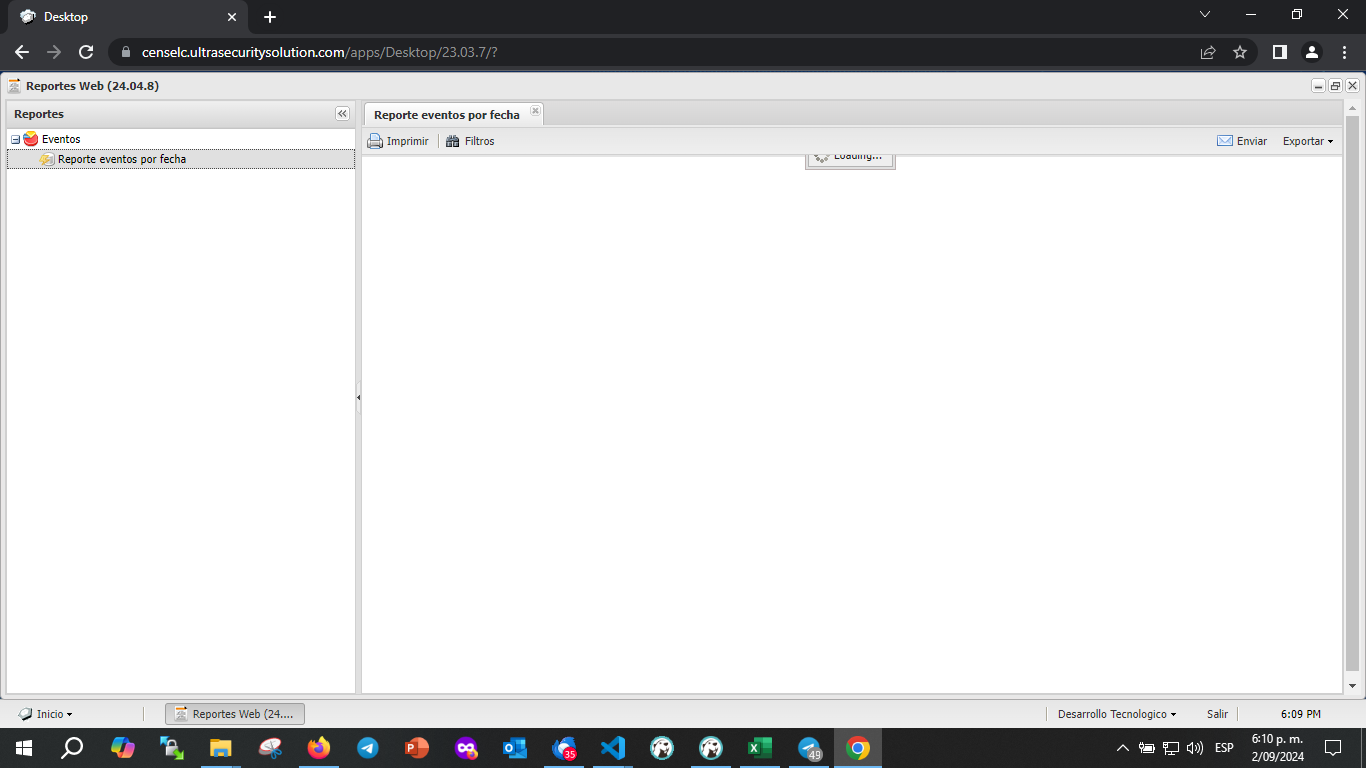 Desktop
censelc.ultrasecuritysolution.com/apps/Desktop/23.03.7/?
Reportes Web (24.04.8)
Reportes
Reporte eventos por fecha
Eventos
Imprimir
Filtros
Enviar
Exportar
Reporte eventos por fecha
Loading...
Inicio
Reportes Web (24....
Desarrollo Tecnologico
Salir
6:09 PM
35
49
ESP
6:10 p. m.
2/09/2024